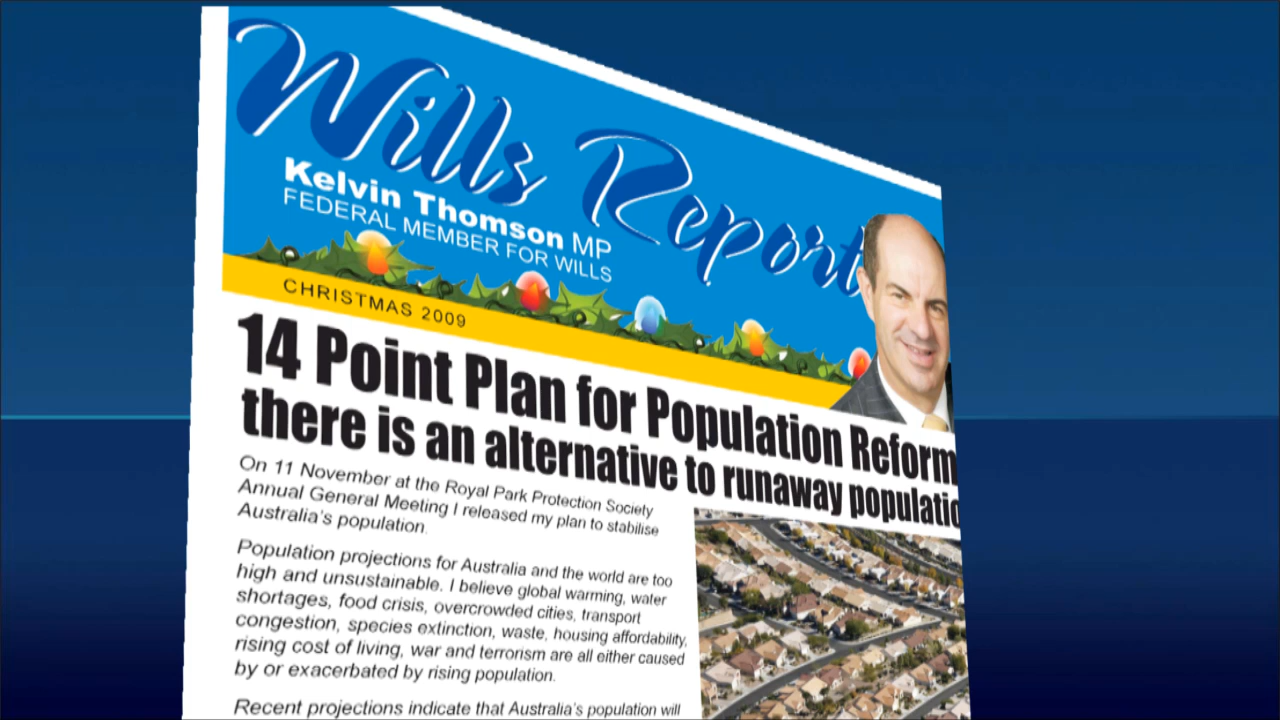 Wills Report
Kelvin Thomson MP
FEDERAL MEMBER FOR WILLS
CHRISTMAS 2009
14 Point Plan for Population Reform
there is an alternative to runaway populatio
On 11 November at the Royal Park Protection Society
Annual General Meeting I released my plan to stabilise
Australia's population.
Population projections for Australia and the world are too
high and unsustainable. I believe global warming, water
shortages, food crisis, overcrowded cities, transport
congestion, species extinction, waste, housing affordability,
rising cost of living, war and terrorism are all either caused
by or exacerbated by rising population.
Recent projections indicate that Australia's population will